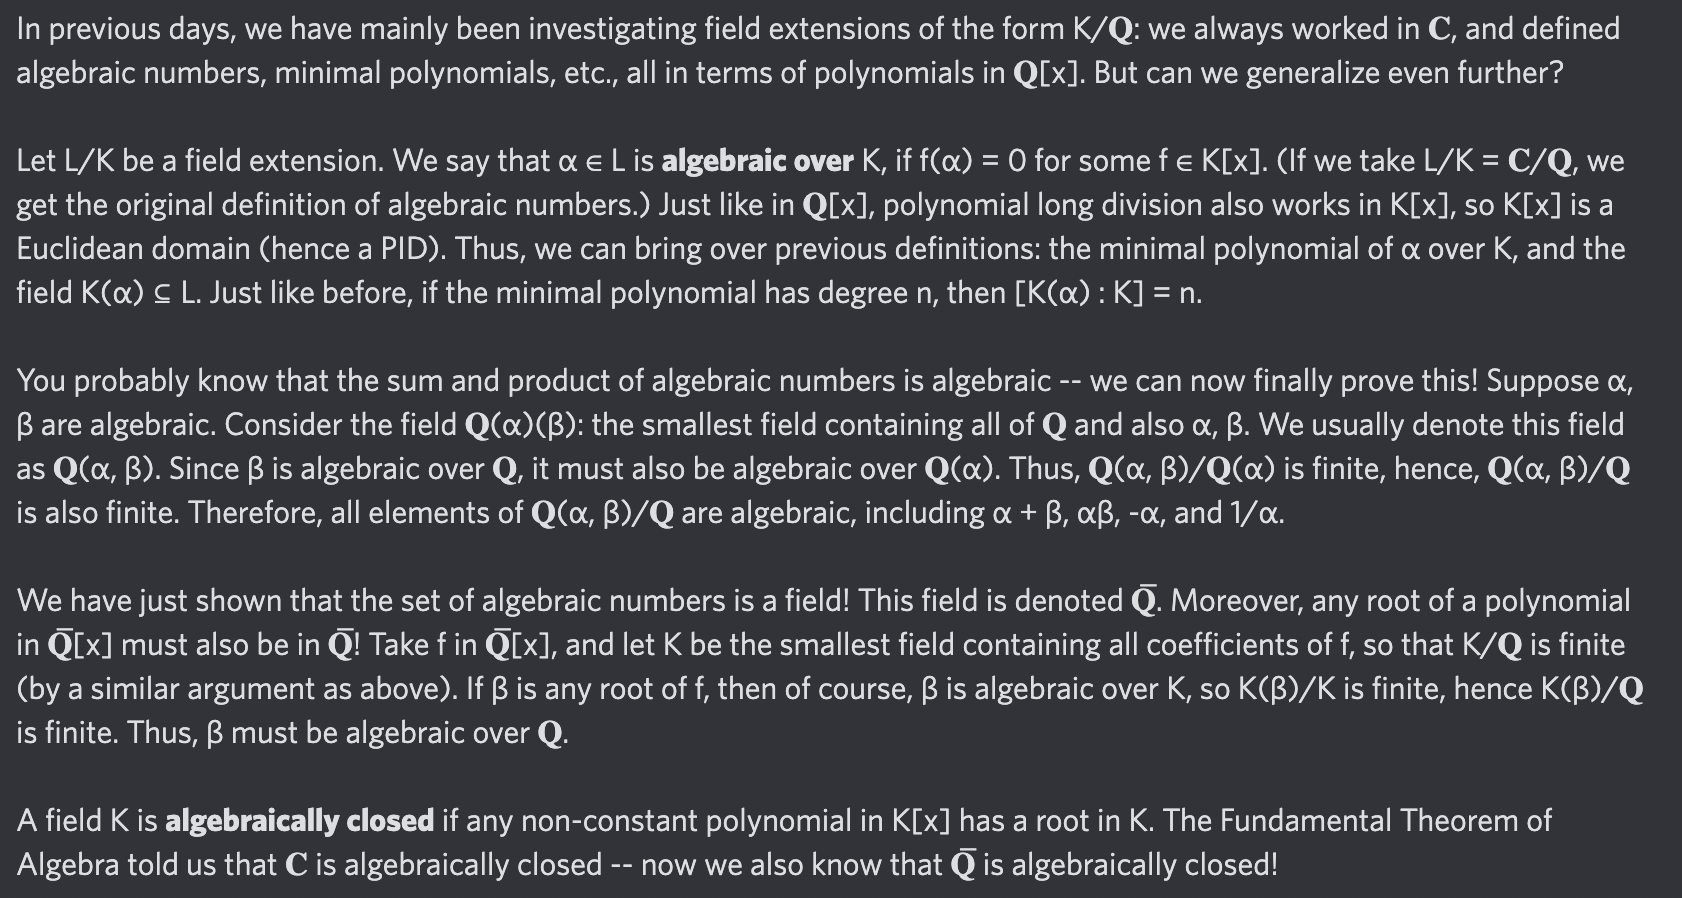 In previous days, we have mainly been investigating field extensions of the form K/Q: we always worked in C, and defined
algebraic numbers, minimal polynomials, etc., all in terms of polynomials in Q[x]. But can we generalize even further?
Let L/K be a field extension. We say that α ∈ L is algebraic over K, if f(α) = 0 for some f ∈ K[x]. (If we take L/K = C/Q, we
get the original definition of algebraic numbers.) Just like in Q[x], polynomial long division also works in K[x], so K[x] is a
Euclidean domain (hence a PID). Thus, we can bring over previous definitions: the minimal polynomial of α over K, and the
field K(α) ⊆ L. Just like before, if the minimal polynomial has degree n, then [K(α) : K] = n.
You probably know that the sum and product of algebraic numbers is algebraic -- we can now finally prove this! Suppose α,
β are algebraic. Consider the field Q(α)(β): the smallest field containing all of Q and also α, β. We usually denote this field
as Q(α, β). Since β is algebraic over Q, it must also be algebraic over Q(α). Thus, Q(α, β)/Q(α) is finite, hence, Q(α, β)/Q
is also finite. Therefore, all elements of Q(α, β)/Q are algebraic, including α + β, αβ, -α, and 1/α.
We have just shown that the set of algebraic numbers is a field! This field is denoted Q̅. Moreover, any root of a polynomial
in Q̅[x] must also be in Q̅! Take f in Q̅[x], and let K be the smallest field containing all coefficients of f, so that K/Q is finite
(by a similar argument as above). If β is any root of f, then of course, β is algebraic over K, so K(β)/K is finite, hence K(β)/Q
is finite. Thus, β must be algebraic over Q.
A field K is algebraically closed if any non-constant polynomial in K[x] has a root in K. The Fundamental Theorem of
Algebra told us that C is algebraically closed -- now we also know that Q̅ is algebraically closed!